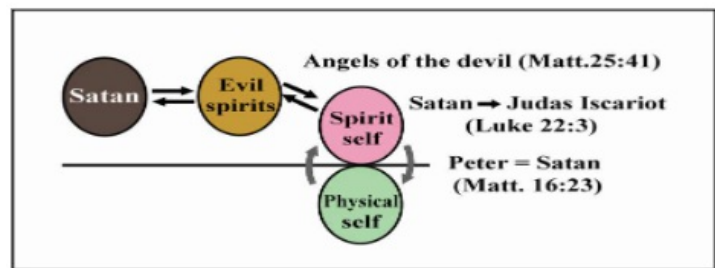 Satan
Evil
spirits
Angels of the devil (Matt.25:41)
Spirit
self
Satan → Judas Iscariot
(Luke 22:3)
Peter = Satan
(Matt. 16:23)
Physical
self